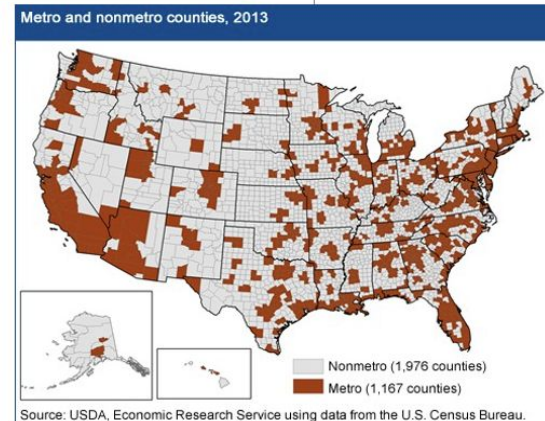 Metro and nonmetro counties, 2013
Nonmetro (1,976 counties)
Metro (1,167 counties)
Source: USDA, Economic Research Service using data from the U.S. Census Bureau.